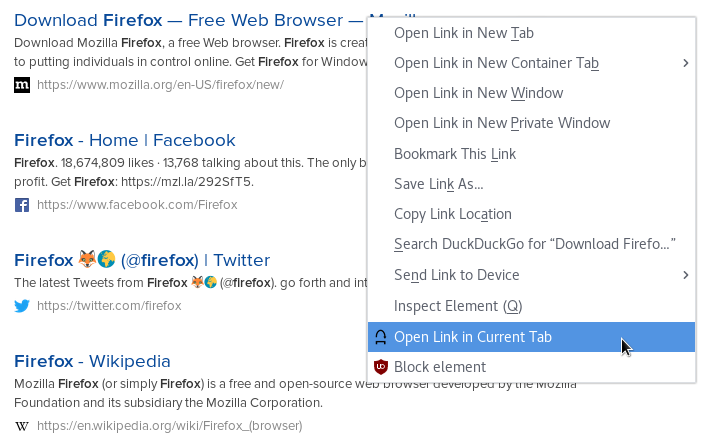 Download Firefox — Free Web Browser —
Download Mozilla Firefox, a free Web browser. Firefox is
to putting individuals in control online. Get Firefox for
m https://www.mozilla.org/en-US/firefox/new/
Firefox - Home | Facebook
Firefox. 18,674,809 likes · 13,768 talking about this. The only
profit. Get Firefox: https://mzl.la/292SfT5.
https://www.facebook.com/Firefox
Firefox 🦊🌍 (@firefox) | Twitter
The latest Tweets from Firefox 🦊🌍 (@firefox). go forth and
https://twitter.com/firefox
Firefox - Wikipedia
Mozilla Firefox (or simply Firefox) is a free and open-source web browser developed by the Mozilla
Foundation and its subsidiary the Mozilla Corporation.
W https://en.wikipedia.org/wiki/Firefox_(browser)
Open Link in New Tab
Open Link in New Container Tab
Open Link in New Window
Open Link in New Private Window
Bookmark This Link
Save Link As...
Copy Link Location
Search DuckDuckGo for “Download Firefo...”
Send Link to Device
Inspect Element (Q)
Open Link in Current Tab
Block element